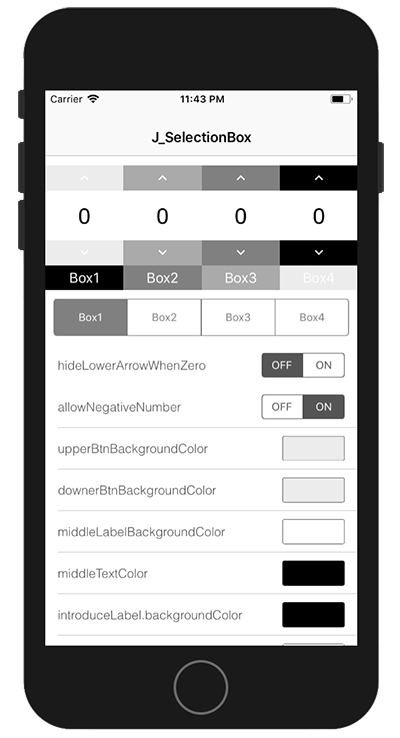 Carrier 11:43 PM
J_SelectionBox
0 0 0 0
Box1 Box2 Box3 Box4
Box1 Box2 Box3 Box4
hideLowerArrowWhenZero OFF ON
allowNegativeNumber OFF ON
upperBtnBackgroundColor
downerBtnBackgroundColor
middleLabelBackgroundColor
middleTextColor
introduceLabel.backgroundColor